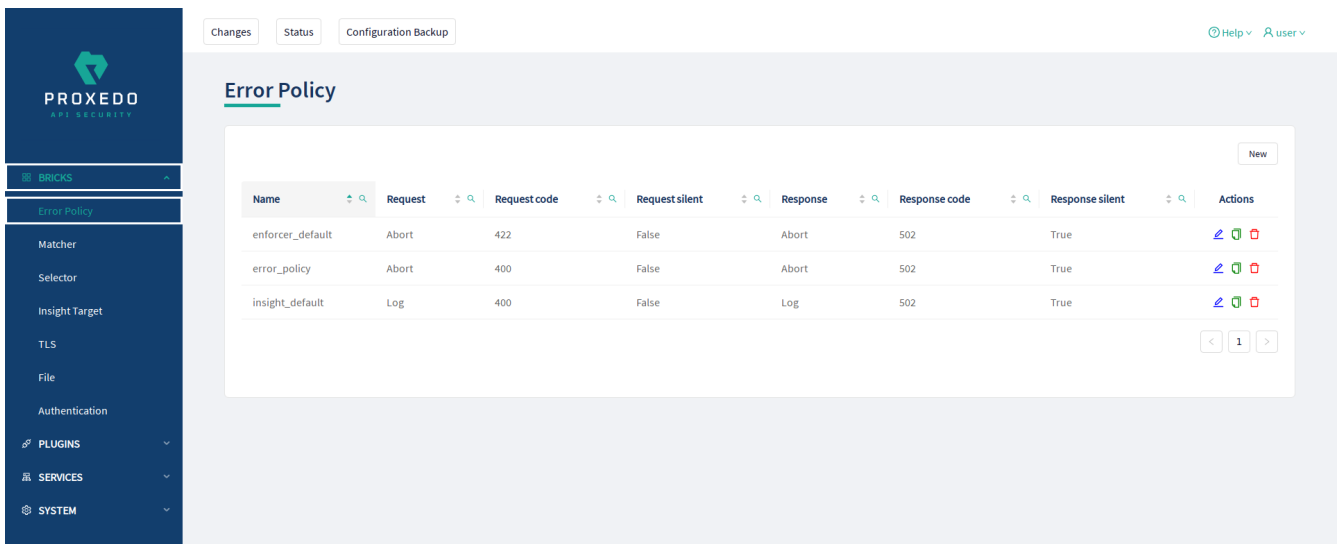 Changes Status Configuration Backup Help user
PROXEDO
API SECURITY
Error Policy
New
BRICKS
Error Policy
Matcher
Selector
Insight Target
TLS
File
Authentication
PLUGINS
SERVICES
SYSTEM
Name Request Request code Request silent Response Response code Response silent Actions
enforcer_default Abort 422 False Abort 502 True
error_policy Abort 400 False Abort 502 True
insight_default Log 400 False Log 502 True
< 1 >